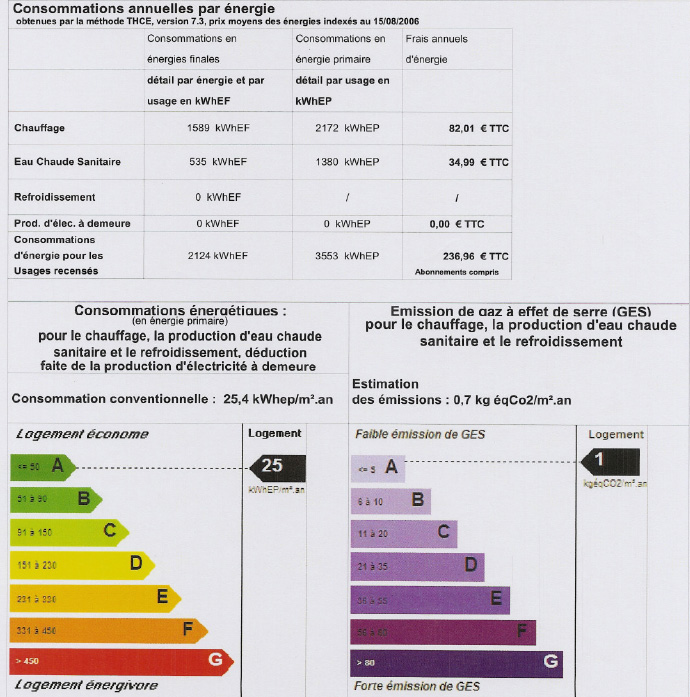 Consommations annuelles par énergie
obtenues par la méthode THCE, version 7.3, prix moyens des énergies indexés au 15/08/2006
Consommations en Consommations en Frais annuels
énergies finales énergie primaire d'énergie
détail par énergie et par détail par usage en
usage en kWhEF kWhEP
Chauffage 1589 kWhEF 2172 kWhEP 82,01 € TTC
Eau Chaude Sanitaire 535 kWhEF 1380 kWhEP 34,99 € TTC
Refroidissement 0 kWhEF / /
Prod. d'élec. à demeure 0 kWhEF 0 kWhEP 0,00 € TTC
Consommations
d'énergie pour les 2124 kWhEF 3553 kWhEP 236,96 € TTC
Usages recensés Abonnements compris
Consommations énergétiques :
(en énergie primaire)
pour le chauffage, la production d'eau chaude
sanitaire et le refroidissement, déduction
faite de la production d'électricité à demeure
Consommation conventionnelle : 25,4 kWhep/m².an
Logement économe Logement
<= 50 A 25
kWhEP/m².an
51 à 90 B
91 à 150 C
151 à 230 D
231 à 330 E
331 à 450 F
> 450 G
Logement énergivore
Emission de gaz à effet de serre (GES)
pour le chauffage, la production d'eau chaude
sanitaire et le refroidissement
Estimation
des émissions : 0,7 kg éqCo2/m².an
Faible émission de GES Logement
<= 5 A 1
kgéqCO2/m².an
6 à 10 B
11 à 20 C
21 à 35 D
36 à 55 E
56 à 80 F
> 80 G
Forte émission de GES